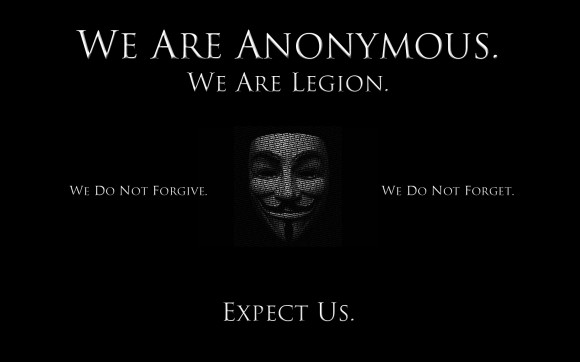 We Are Anonymous.
We Are Legion.
We Do Not Forgive.
We Do Not Forget.
Expect Us.